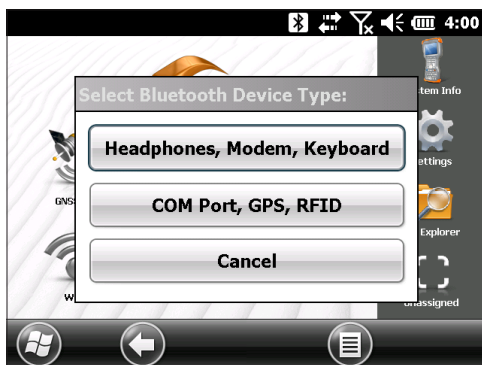 4:00
tem Info
Select Bluetooth Device Type:
Headphones, Modem, Keyboard
ettings
GNS
COM Port, GPS, RFID
Explorer
Cancel
W
nassigned